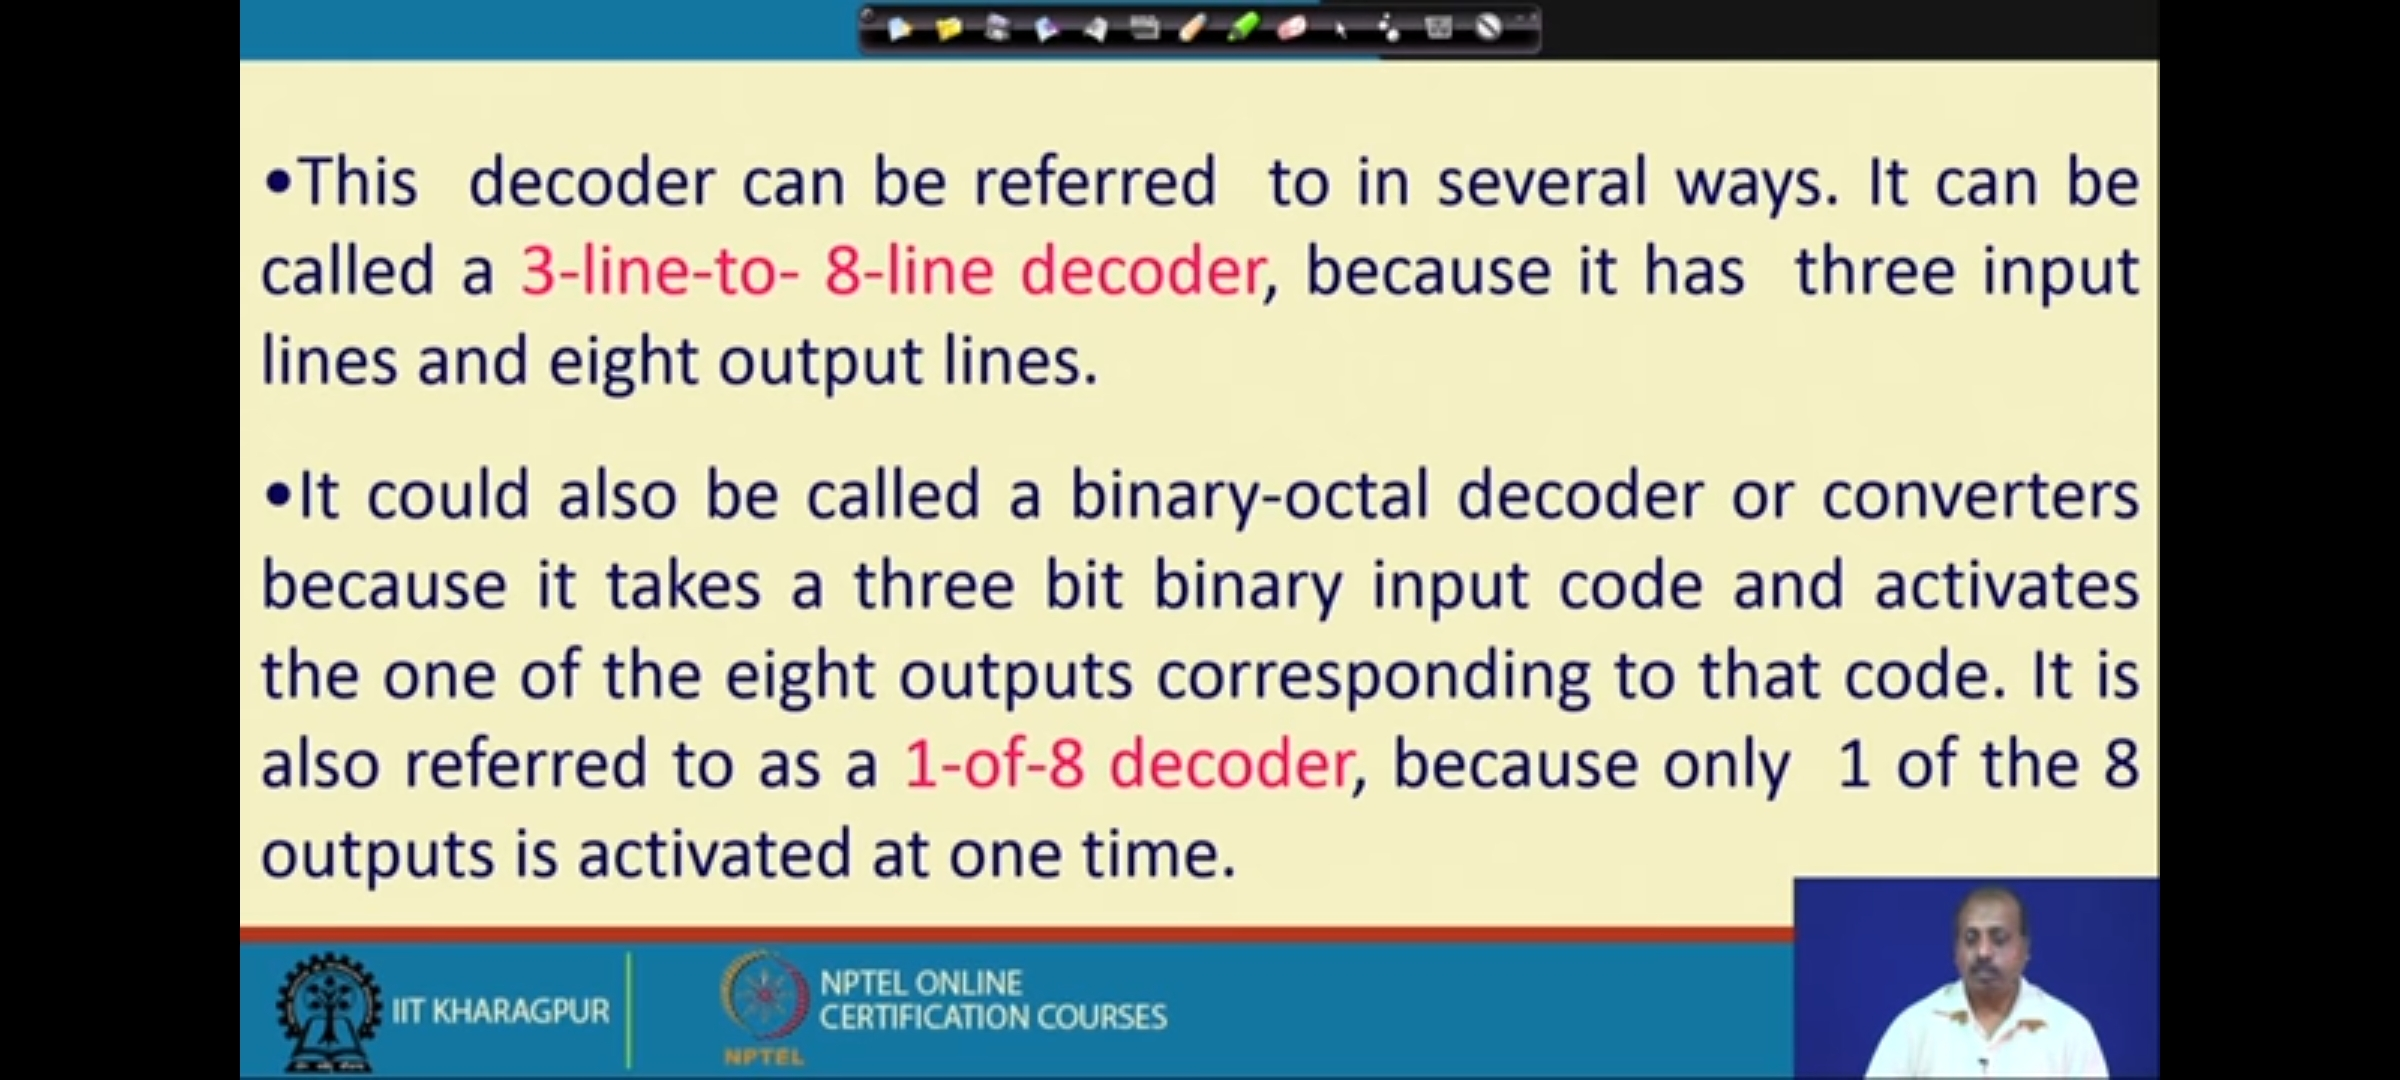 •This decoder can be referred to in several ways. It can be
called a 3-line-to- 8-line decoder, because it has three input
lines and eight output lines.
•It could also be called a binary-octal decoder or converters
because it takes a three bit binary input code and activates
the one of the eight outputs corresponding to that code. It is
also referred to as a 1-of-8 decoder, because only 1 of the 8
outputs is activated at one time.
IIT KHARAGPUR
NPTEL
NPTEL ONLINE
CERTIFICATION COURSES